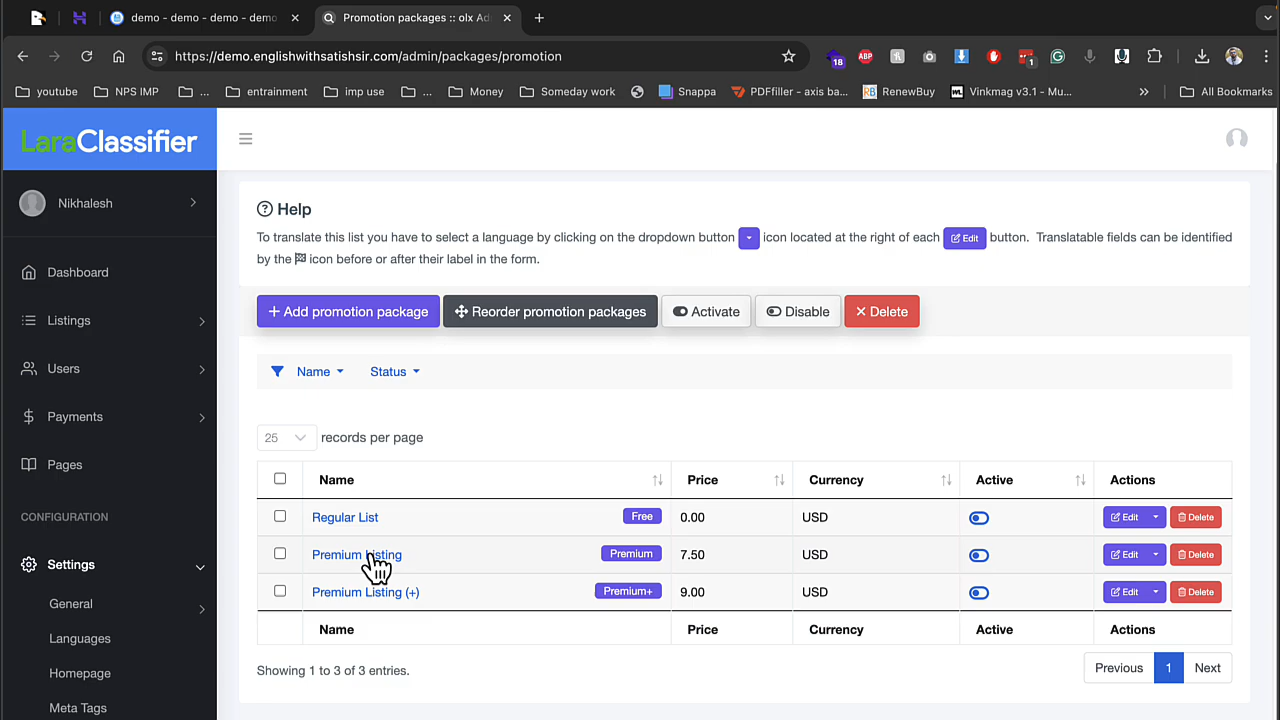 demo - demo - demo - demo
Promotion packages :: olx Ad
https://demo.englishwithsatishsir.com/admin/packages/promotion
18
ABP
1
youtube
NPS IMP
...
entrainment
imp use
...
Money
Someday work
Snappa
PDFfiller - axis ba...
RenewBuy
Vinkmag v3.1 - Mu...
»
All Bookmarks
LaraClassifier
Nikhalesh
Dashboard
Listings
Users
Payments
Pages
CONFIGURATION
Settings
General
Languages
Homepage
Meta Tags
Help
To translate this list you have to select a language by clicking on the dropdown button icon located at the right of each Edit button. Translatable fields can be identified
by the icon before or after their label in the form.
+ Add promotion package
Reorder promotion packages
Activate
Disable
Delete
Name
Status
25 records per page
Name Price Currency Active Actions
Regular List Free 0.00 USD Edit Delete
Premium Listing Premium 7.50 USD Edit Delete
Premium Listing (+) Premium+ 9.00 USD Edit Delete
Name Price Currency Active Actions
Showing 1 to 3 of 3 entries.
Previous 1 Next